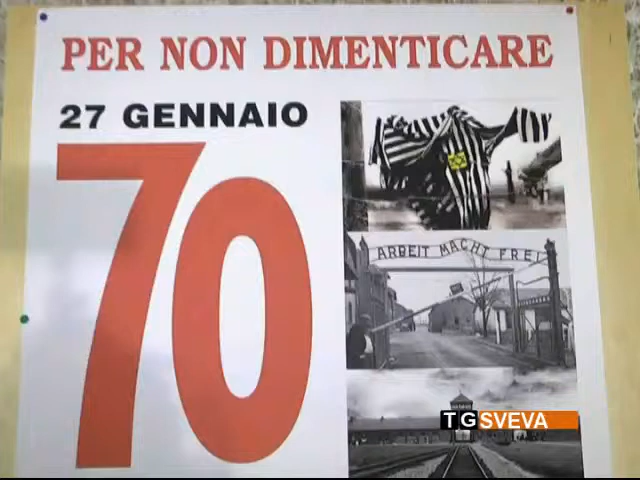 PER NON DIMENTICARE
27 GENNAIO
70
ARBEIT MACHT FREI
TGSVEVA